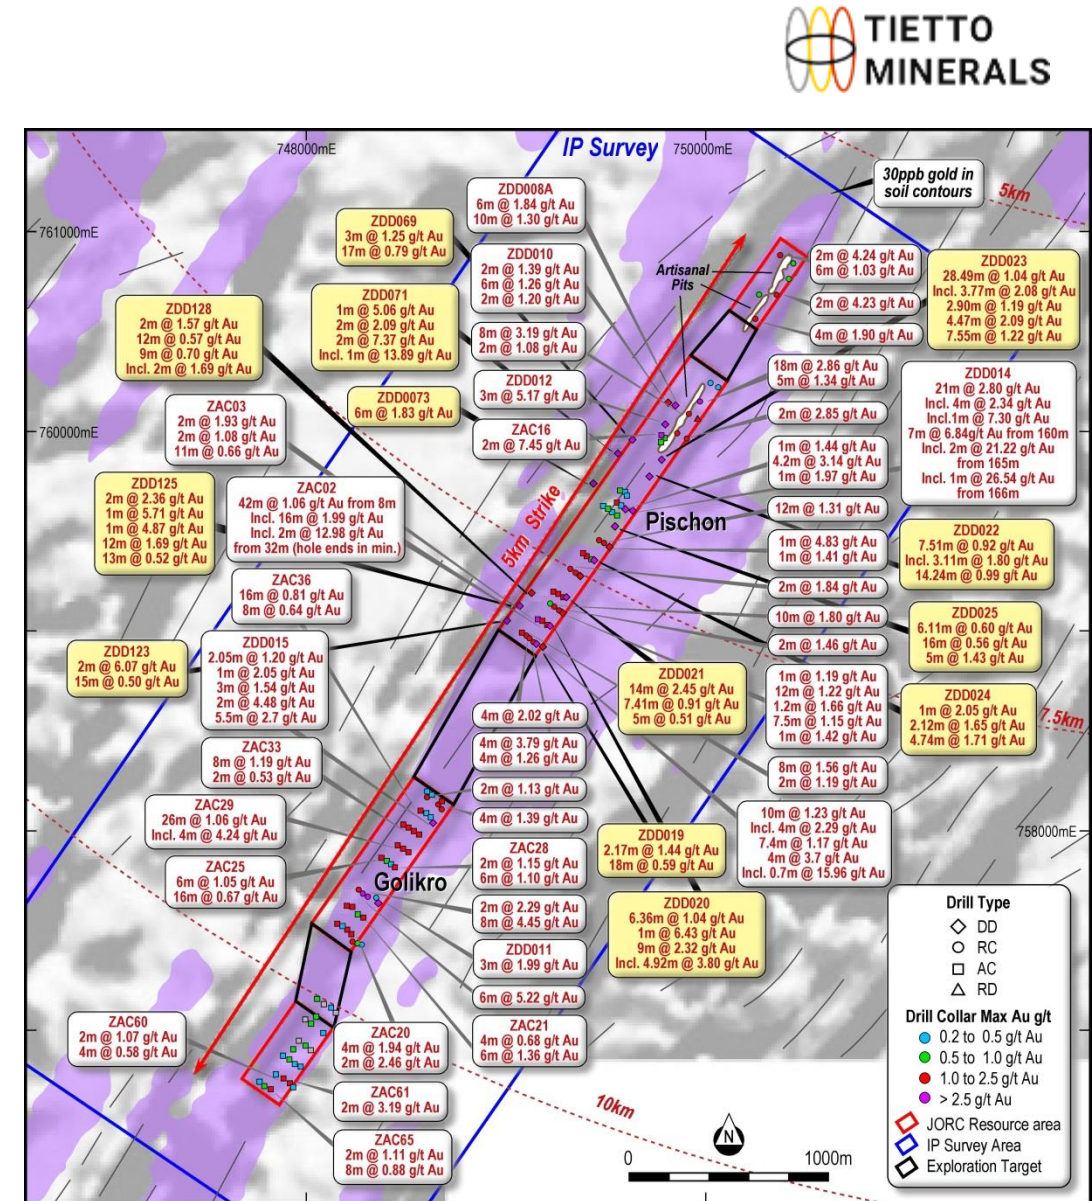 TIETTO
MINERALS
IP Survey
748000mE
750000mE
761000mE
760000mE
758000mE
30ppb gold in
soil contours
5km
7.5km
10km
5km Strike
Artisanal
Pits
Pischon
Golikro
ZDD008A
6m @ 1.84 g/t Au
10m @ 1.30 g/t Au
ZDD069
3m @ 1.25 g/t Au
17m @ 0.79 g/t Au
ZDD010
2m @ 1.39 g/t Au
6m @ 1.26 g/t Au
2m @ 1.20 g/t Au
ZDD071
1m @ 5.06 g/t Au
2m @ 2.09 g/t Au
2m @ 7.37 g/t Au
Incl. 1m @ 13.89 g/t Au
ZDD128
2m @ 1.57 g/t Au
12m @ 0.57 g/t Au
9m @ 0.70 g/t Au
Incl. 2m @ 1.69 g/t Au
8m @ 3.19 g/t Au
2m @ 1.08 g/t Au
ZDD012
3m @ 5.17 g/t Au
ZDD0073
6m @ 1.83 g/t Au
ZAC16
2m @ 7.45 g/t Au
ZAC03
2m @ 1.93 g/t Au
2m @ 1.08 g/t Au
11m @ 0.66 g/t Au
ZDD125
2m @ 2.36 g/t Au
1m @ 5.71 g/t Au
1m @ 4.87 g/t Au
12m @ 1.69 g/t Au
13m @ 0.52 g/t Au
ZAC02
42m @ 1.06 g/t Au from 8m
Incl. 16m @ 1.99 g/t Au
Incl. 2m @ 12.98 g/t Au
from 32m (hole ends in min.)
ZAC36
16m @ 0.81 g/t Au
8m @ 0.64 g/t Au
ZDD123
2m @ 6.07 g/t Au
15m @ 0.50 g/t Au
ZDD015
2.05m @ 1.20 g/t Au
1m @ 2.05 g/t Au
3m @ 1.54 g/t Au
2m @ 4.48 g/t Au
5.5m @ 2.7 g/t Au
ZAC33
8m @ 1.19 g/t Au
2m @ 0.53 g/t Au
ZAC29
26m @ 1.06 g/t Au
Incl. 4m @ 4.24 g/t Au
ZAC25
6m @ 1.05 g/t Au
16m @ 0.67 g/t Au
ZAC60
2m @ 1.07 g/t Au
4m @ 0.58 g/t Au
ZAC20
4m @ 1.94 g/t Au
2m @ 2.46 g/t Au
ZAC61
2m @ 3.19 g/t Au
ZAC65
2m @ 1.11 g/t Au
8m @ 0.88 g/t Au
4m @ 2.02 g/t Au
4m @ 3.79 g/t Au
4m @ 1.26 g/t Au
2m @ 1.13 g/t Au
4m @ 1.39 g/t Au
ZAC28
2m @ 1.15 g/t Au
6m @ 1.10 g/t Au
2m @ 2.29 g/t Au
8m @ 4.45 g/t Au
ZDD011
3m @ 1.99 g/t Au
6m @ 5.22 g/t Au
ZAC21
4m @ 0.68 g/t Au
6m @ 1.36 g/t Au
2m @ 4.24 g/t Au
6m @ 1.03 g/t Au
2m @ 4.23 g/t Au
4m @ 1.90 g/t Au
ZDD023
28.49m @ 1.04 g/t Au
Incl. 3.77m @ 2.08 g/t Au
2.90m @ 1.19 g/t Au
4.47m @ 2.09 g/t Au
7.55m @ 1.22 g/t Au
18m @ 2.86 g/t Au
5m @ 1.34 g/t Au
2m @ 2.85 g/t Au
ZDD014
21m @ 2.80 g/t Au
Incl. 4m @ 2.34 g/t Au
Incl.1m @ 7.30 g/t Au
7m @ 6.84g/t Au from 160m
Incl. 2m @ 21.22 g/t Au
from 165m
Incl. 1m @ 26.54 g/t Au
from 166m
1m @ 1.44 g/t Au
4.2m @ 3.14 g/t Au
1m @ 1.97 g/t Au
12m @ 1.31 g/t Au
1m @ 4.83 g/t Au
1m @ 1.41 g/t Au
ZDD022
7.51m @ 0.92 g/t Au
Incl. 3.11m @ 1.80 g/t Au
14.24m @ 0.99 g/t Au
2m @ 1.84 g/t Au
10m @ 1.80 g/t Au
2m @ 1.46 g/t Au
ZDD025
6.11m @ 0.60 g/t Au
16m @ 0.56 g/t Au
5m @ 1.43 g/t Au
ZDD021
14m @ 2.45 g/t Au
7.41m @ 0.91 g/t Au
5m @ 0.51 g/t Au
1m @ 1.19 g/t Au
12m @ 1.22 g/t Au
1.2m @ 1.66 g/t Au
7.5m @ 1.15 g/t Au
1m @ 1.42 g/t Au
ZDD024
1m @ 2.05 g/t Au
2.12m @ 1.65 g/t Au
4.74m @ 1.71 g/t Au
8m @ 1.56 g/t Au
2m @ 1.19 g/t Au
ZDD019
2.17m @ 1.44 g/t Au
18m @ 0.59 g/t Au
10m @ 1.23 g/t Au
Incl. 4m @ 2.29 g/t Au
7.4m @ 1.17 g/t Au
4m @ 3.7 g/t Au
Incl. 0.7m @ 15.96 g/t Au
ZDD020
6.36m @ 1.04 g/t Au
1m @ 6.43 g/t Au
9m @ 2.32 g/t Au
Incl. 4.92m @ 3.80 g/t Au
Drill Type
DD
RC
AC
RD
Drill Collar Max Au g/t
0.2 to 0.5 g/t Au
0.5 to 1.0 g/t Au
1.0 to 2.5 g/t Au
> 2.5 g/t Au
JORC Resource area
IP Survey Area
Exploration Target
N
0
1000m